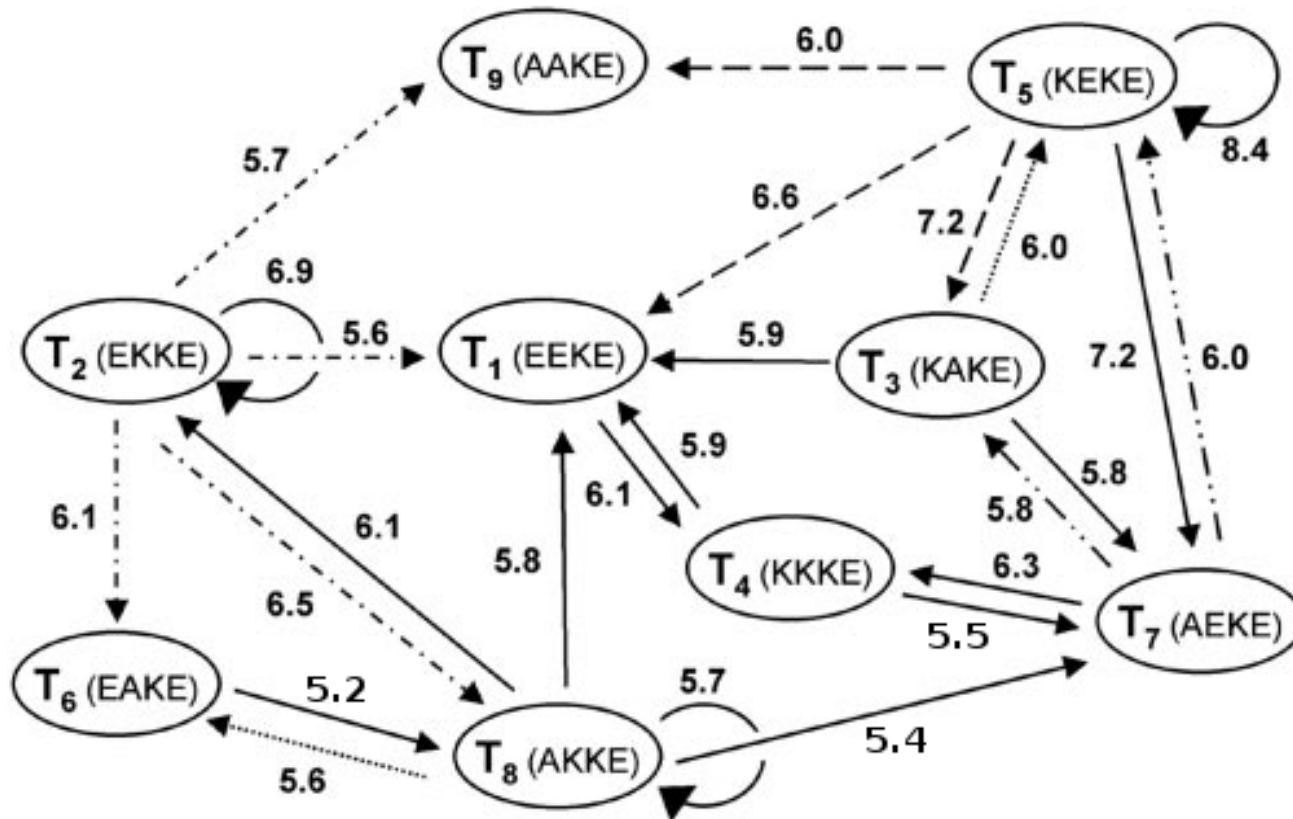 T9 (AAKE)
6.0
T5 (KEKE)
8.4
5.7
6.6
7.2
6.0
6.9
T2 (EKKE)
5.6
T1 (EEKE)
5.9
T3 (KAKE)
7.2
6.0
5.9
5.8
6.1
5.8
6.1
6.1
5.8
T4 (KKKE)
6.3
6.5
5.5
T7 (AEKE)
T6 (EAKE)
5.2
5.7
5.4
T8 (AKKE)
5.6